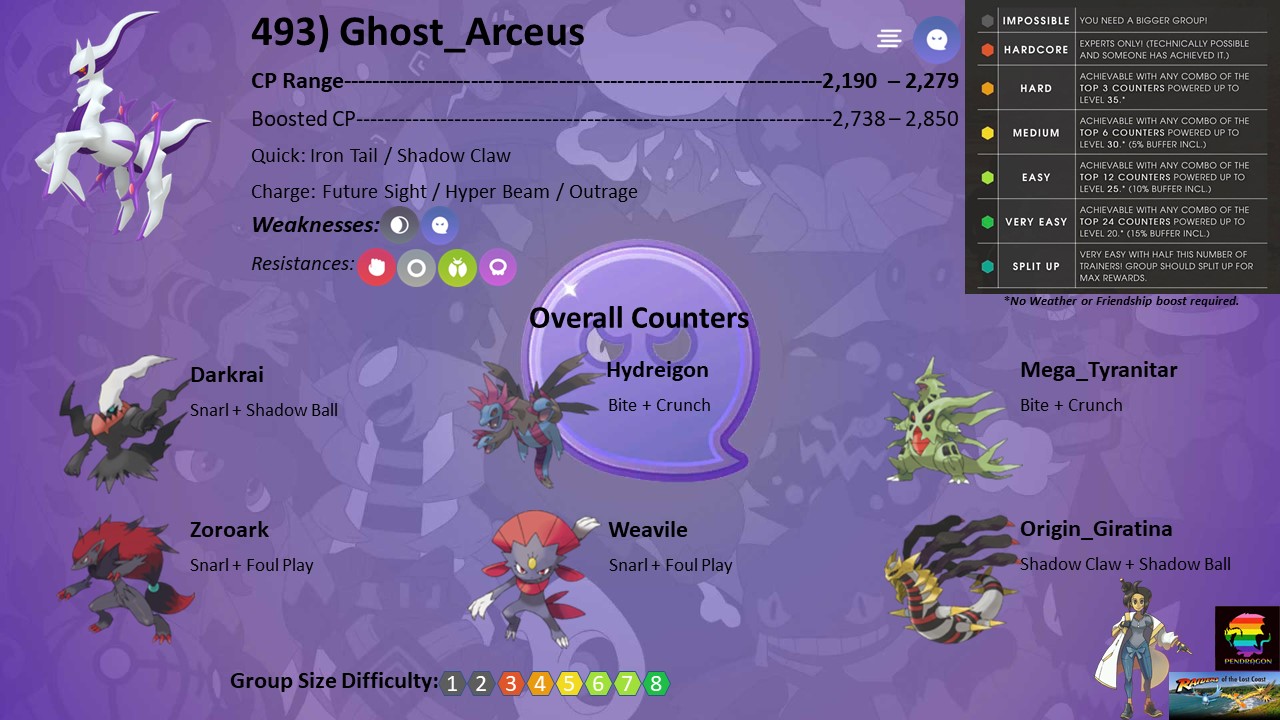 493) Ghost_Arceus
CP Range------------------------------------------------------------------------2,190 – 2,279
Boosted CP------------------------------------------------------------------------2,738 – 2,850
Quick: Iron Tail / Shadow Claw
Charge: Future Sight / Hyper Beam / Outrage
Weaknesses:
Resistances:
IMPOSSIBLE YOU NEED A BIGGER GROUP!
HARDCORE EXPERTS ONLY! (TECHNICALLY POSSIBLE
AND SOMEONE HAS ACHIEVED IT.)
HARD ACHIEVABLE WITH ANY COMBO OF THE
TOP 3 COUNTERS POWERED UP TO
LEVEL 35.*
MEDIUM ACHIEVABLE WITH ANY COMBO OF THE
TOP 6 COUNTERS POWERED UP TO
LEVEL 30.* (5% BUFFER INCL.)
EASY ACHIEVABLE WITH ANY COMBO OF THE
TOP 12 COUNTERS POWERED UP TO
LEVEL 25.* (10% BUFFER INCL.)
VERY EASY ACHIEVABLE WITH ANY COMBO OF THE
TOP 24 COUNTERS POWERED UP TO
LEVEL 20.* (15% BUFFER INCL.)
SPLIT UP VERY EASY WITH HALF THIS NUMBER OF
TRAINERS! GROUP SHOULD SPLIT UP FOR
MAX REWARDS.
*No Weather or Friendship boost required.
Overall Counters
Darkrai
Snarl + Shadow Ball
Hydreigon
Bite + Crunch
Mega_Tyranitar
Bite + Crunch
Zoroark
Snarl + Foul Play
Weavile
Snarl + Foul Play
Origin_Giratina
Shadow Claw + Shadow Ball
Group Size Difficulty: 1 2 3 4 5 6 7 8
PENDRAGON
RAIDERS of the Lost Coast